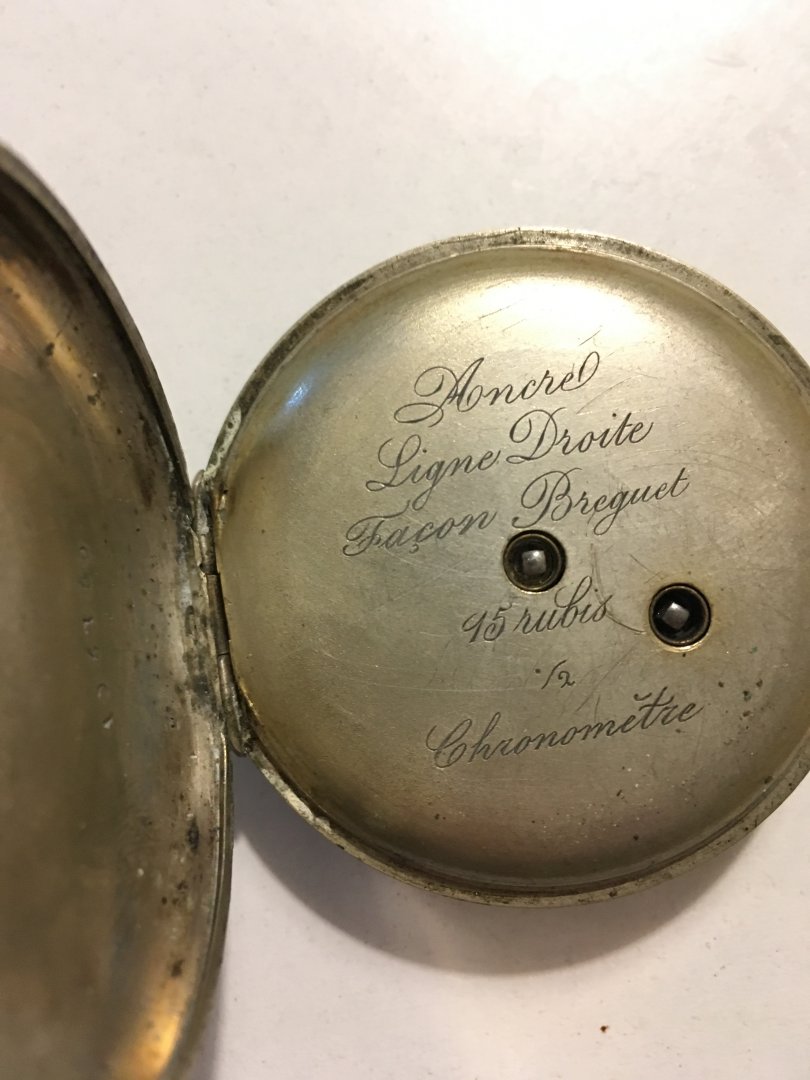 Ancre
Ligne Droite
Façon Breguet
15 rubis
1/2
Chronomètre